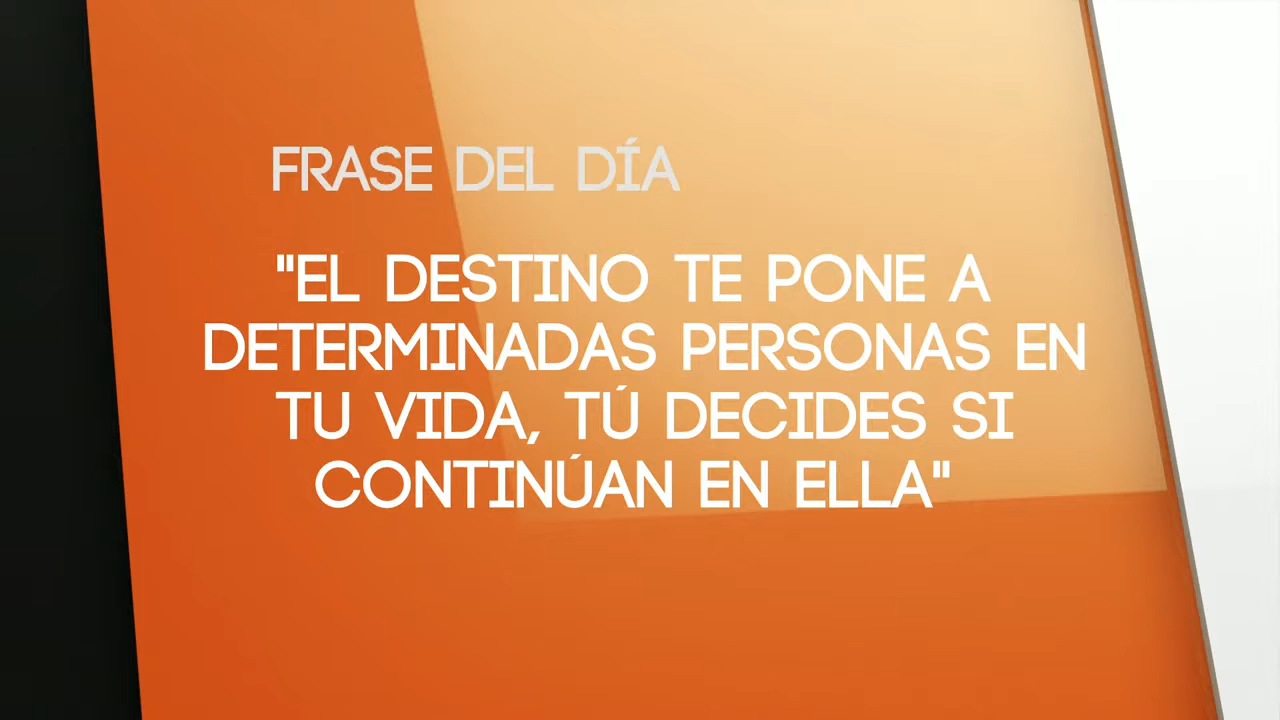 FRASE DEL DÍA
"EL DESTINO TE PONE A
DETERMINADAS PERSONAS EN
TU VIDA, TÚ DECIDES SI
CONTINÚAN EN ELLA"